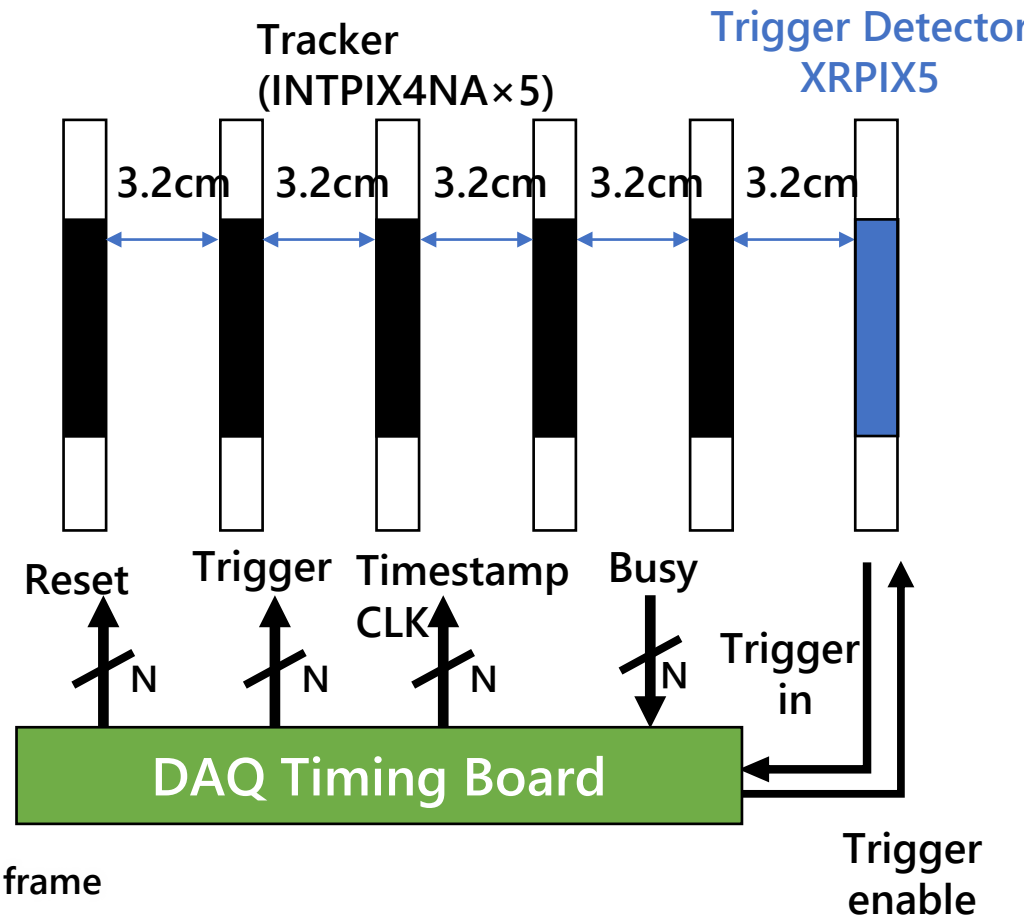 Tracker
(INTPIX4NA×5)
Trigger Detector
XRPIX5
3.2cm
3.2cm
3.2cm
3.2cm
3.2cm
Reset
Trigger
Timestamp
CLK
Busy
N
N
N
N
Trigger
in
DAQ Timing Board
Trigger
enable
frame